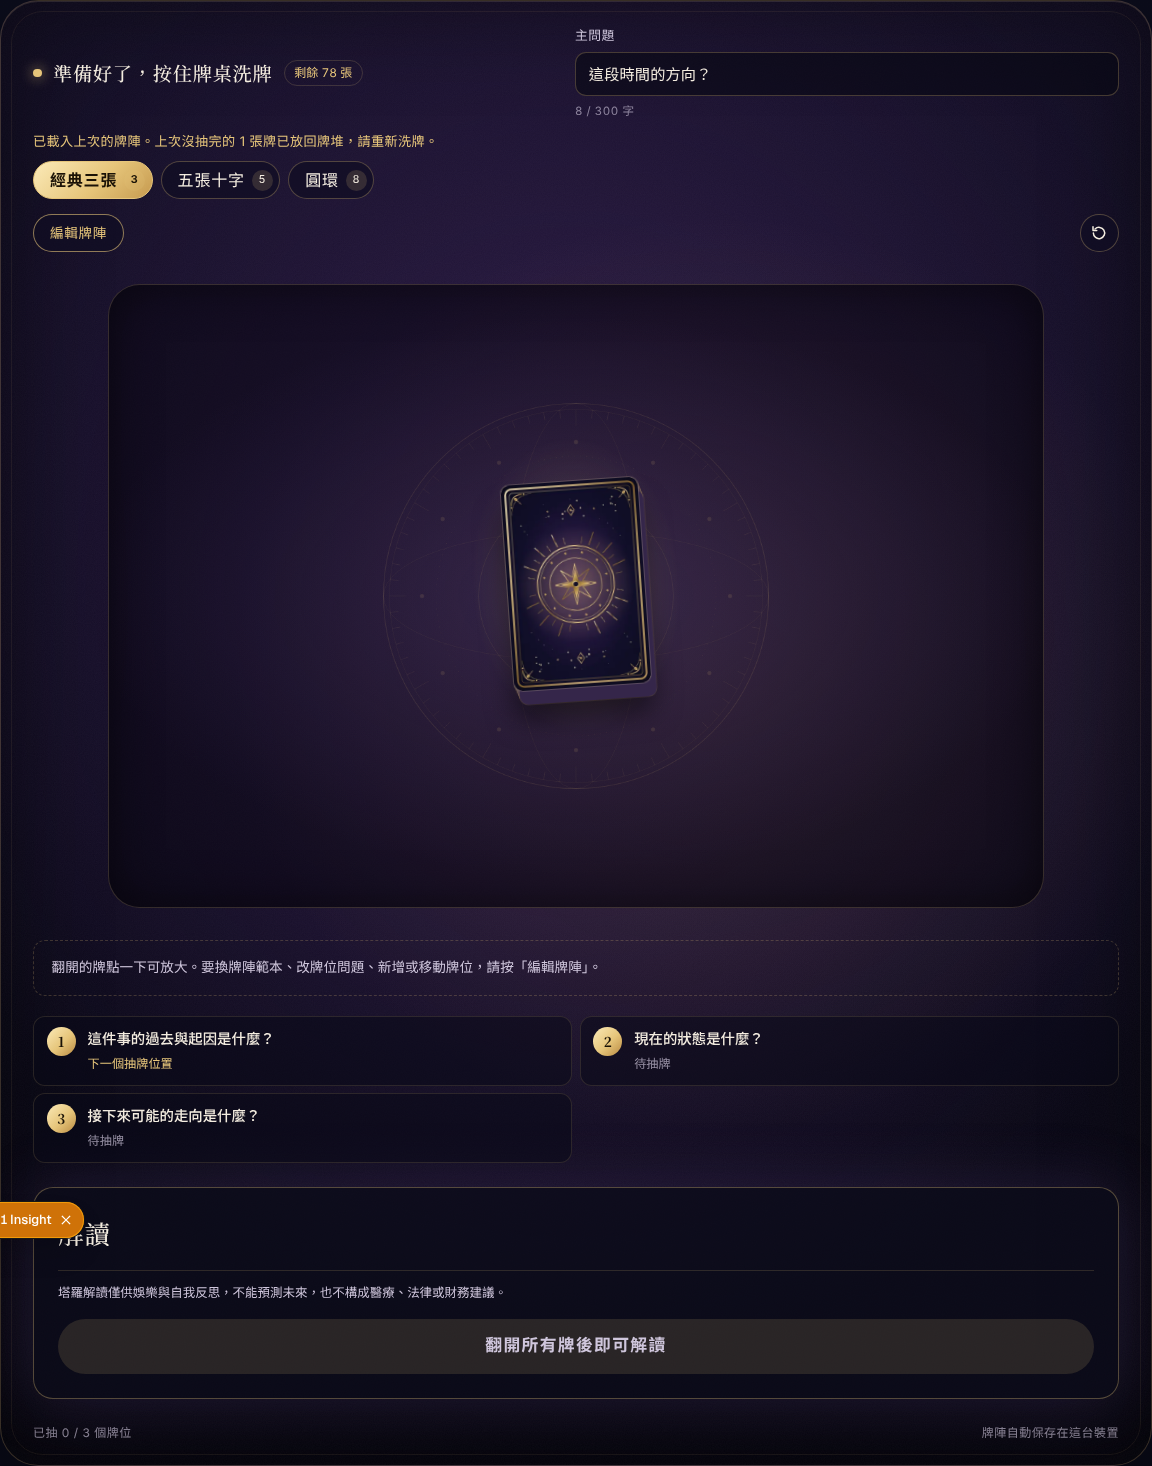 主問題
準備好了，按住牌桌洗牌
剩餘 78 張
這段時間的方向？
8 / 300 字
已載入上次的牌陣。上次沒抽完的 1 張牌已放回牌堆，請重新洗牌。
經典三張 3
五張十字 5
圓環 8
編輯牌陣
翻開的牌點一下可放大。要換牌陣範本、改牌位問題、新增或移動牌位，請按「編輯牌陣」。
1 這件事的過去與起因是什麼？
下一個抽牌位置
2 現在的狀態是什麼？
待抽牌
3 接下來可能的走向是什麼？
待抽牌
1 Insight
解讀
塔羅解讀僅供娛樂與自我反思，不能預測未來，也不構成醫療、法律或財務建議。
翻開所有牌後即可解讀
已抽 0 / 3 個牌位
牌陣自動保存在這台裝置